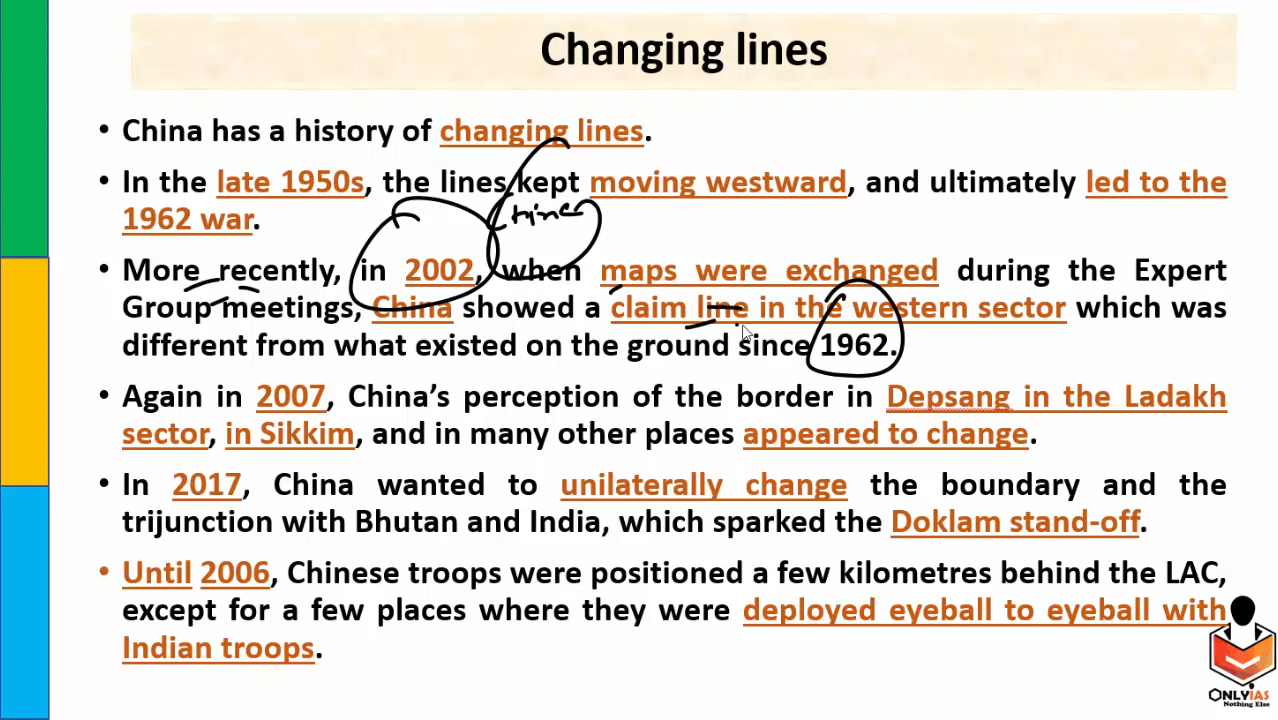 Changing lines
• China has a history of changing lines.
• In the late 1950s, the lines kept moving westward, and ultimately led to the
1962 war.
• More recently, in 2002, when maps were exchanged during the Expert
Group meetings, China showed a claim line in the western sector which was
different from what existed on the ground since 1962.
• Again in 2007, China's perception of the border in Depsang in the Ladakh
sector, in Sikkim, and in many other places appeared to change.
• In 2017, China wanted to unilaterally change the boundary and the
trijunction with Bhutan and India, which sparked the Doklam stand-off.
• Until 2006, Chinese troops were positioned a few kilometres behind the LAC,
except for a few places where they were deployed eyeball to eyeball with
Indian troops.
ONLYIAS
Nothing Else